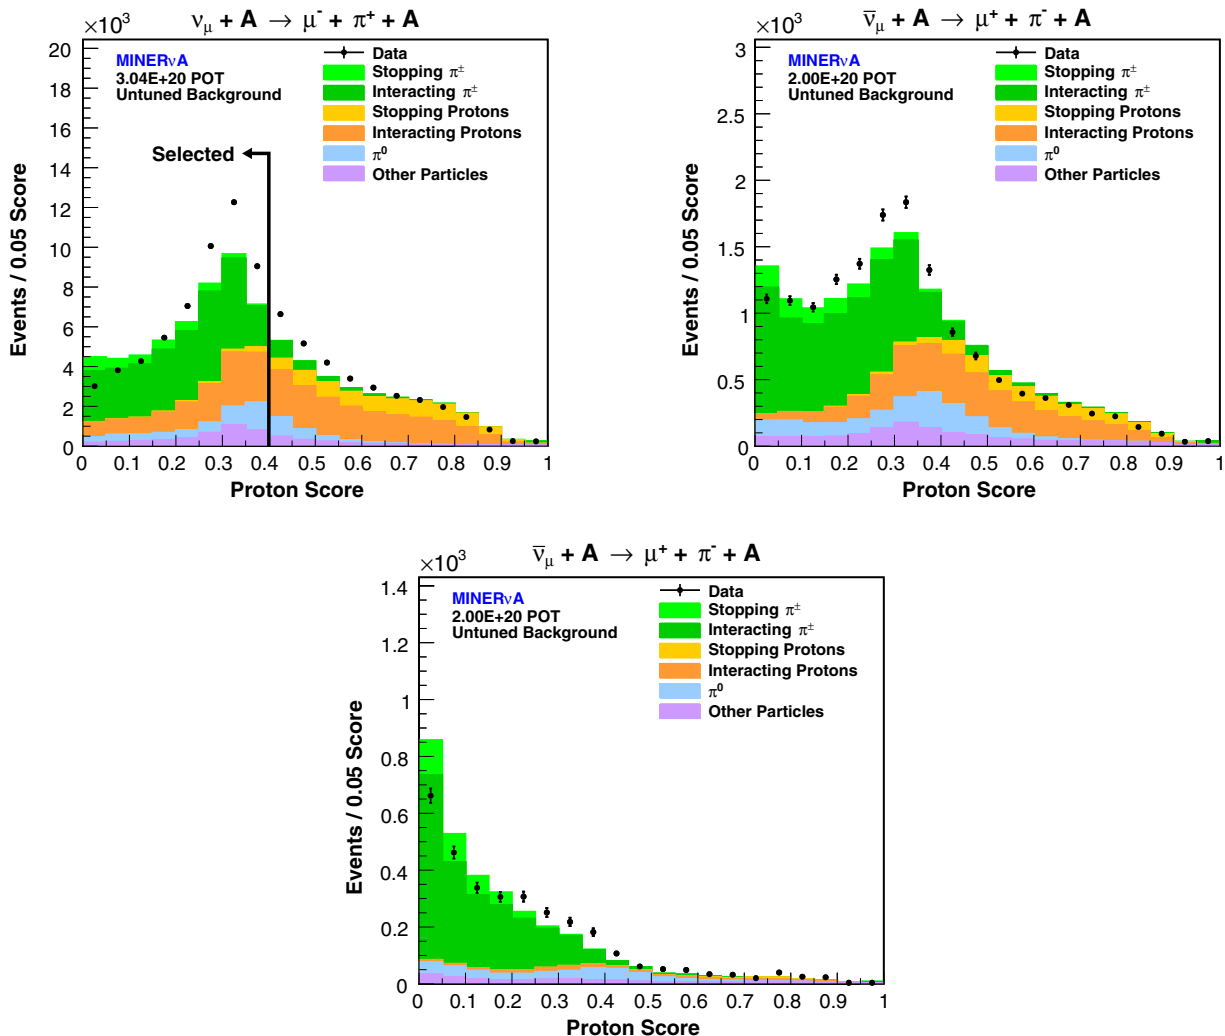 ×10³
νμ + A → μ⁻ + π⁺ + A
20
18
16
14
12
10
8
6
4
2
0
Events / 0.05 Score
MINERνA
3.04E+20 POT
Untuned Background
Data
Stopping π±
Interacting π±
Stopping Protons
Interacting Protons
π⁰
Other Particles
Selected
0 0.1 0.2 0.3 0.4 0.5 0.6 0.7 0.8 0.9 1
Proton Score
×10³
ν̅μ + A → μ⁺ + π⁻ + A
3
2.5
2
1.5
1
0.5
0
Events / 0.05 Score
MINERνA
2.00E+20 POT
Untuned Background
Data
Stopping π±
Interacting π±
Stopping Protons
Interacting Protons
π⁰
Other Particles
0 0.1 0.2 0.3 0.4 0.5 0.6 0.7 0.8 0.9 1
Proton Score
×10³
ν̅μ + A → μ⁺ + π⁻ + A
1.4
1.2
1
0.8
0.6
0.4
0.2
0
Events / 0.05 Score
MINERνA
2.00E+20 POT
Untuned Background
Data
Stopping π±
Interacting π±
Stopping Protons
Interacting Protons
π⁰
Other Particles
0 0.1 0.2 0.3 0.4 0.5 0.6 0.7 0.8 0.9 1
Proton Score